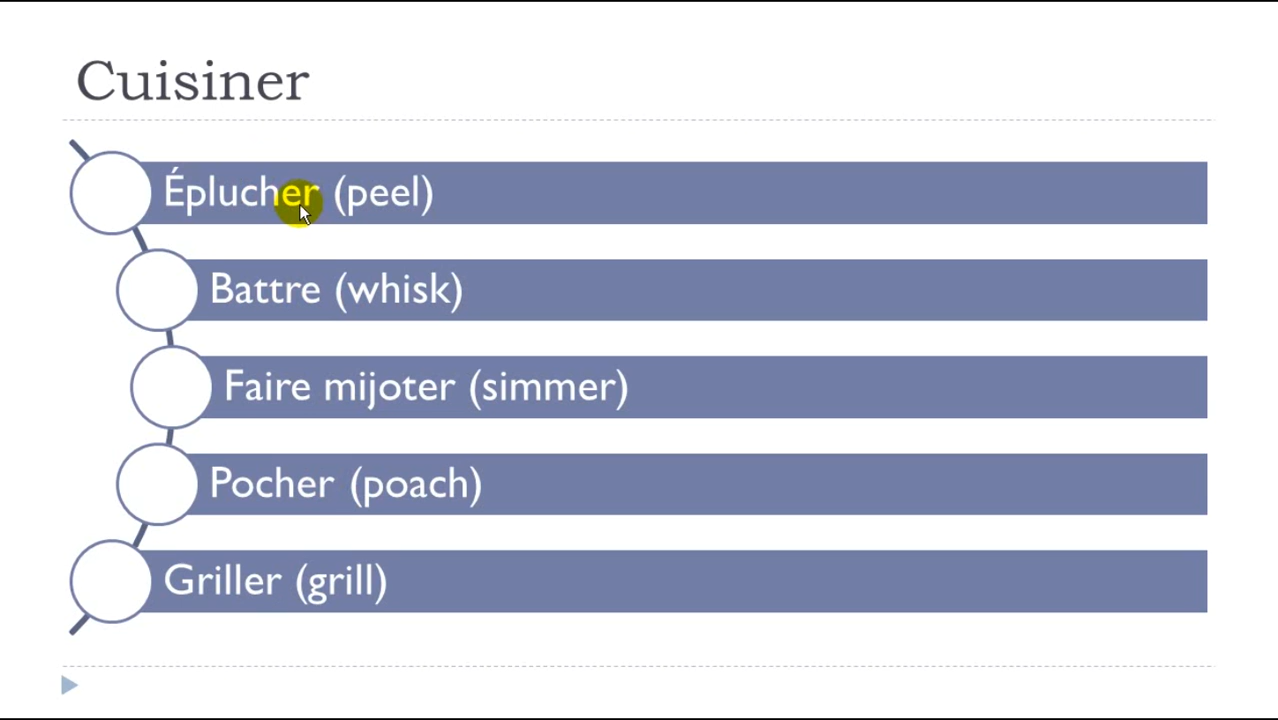 Cuisiner
Éplucher (peel)
Battre (whisk)
Faire mijoter (simmer)
Pocher (poach)
Griller (grill)